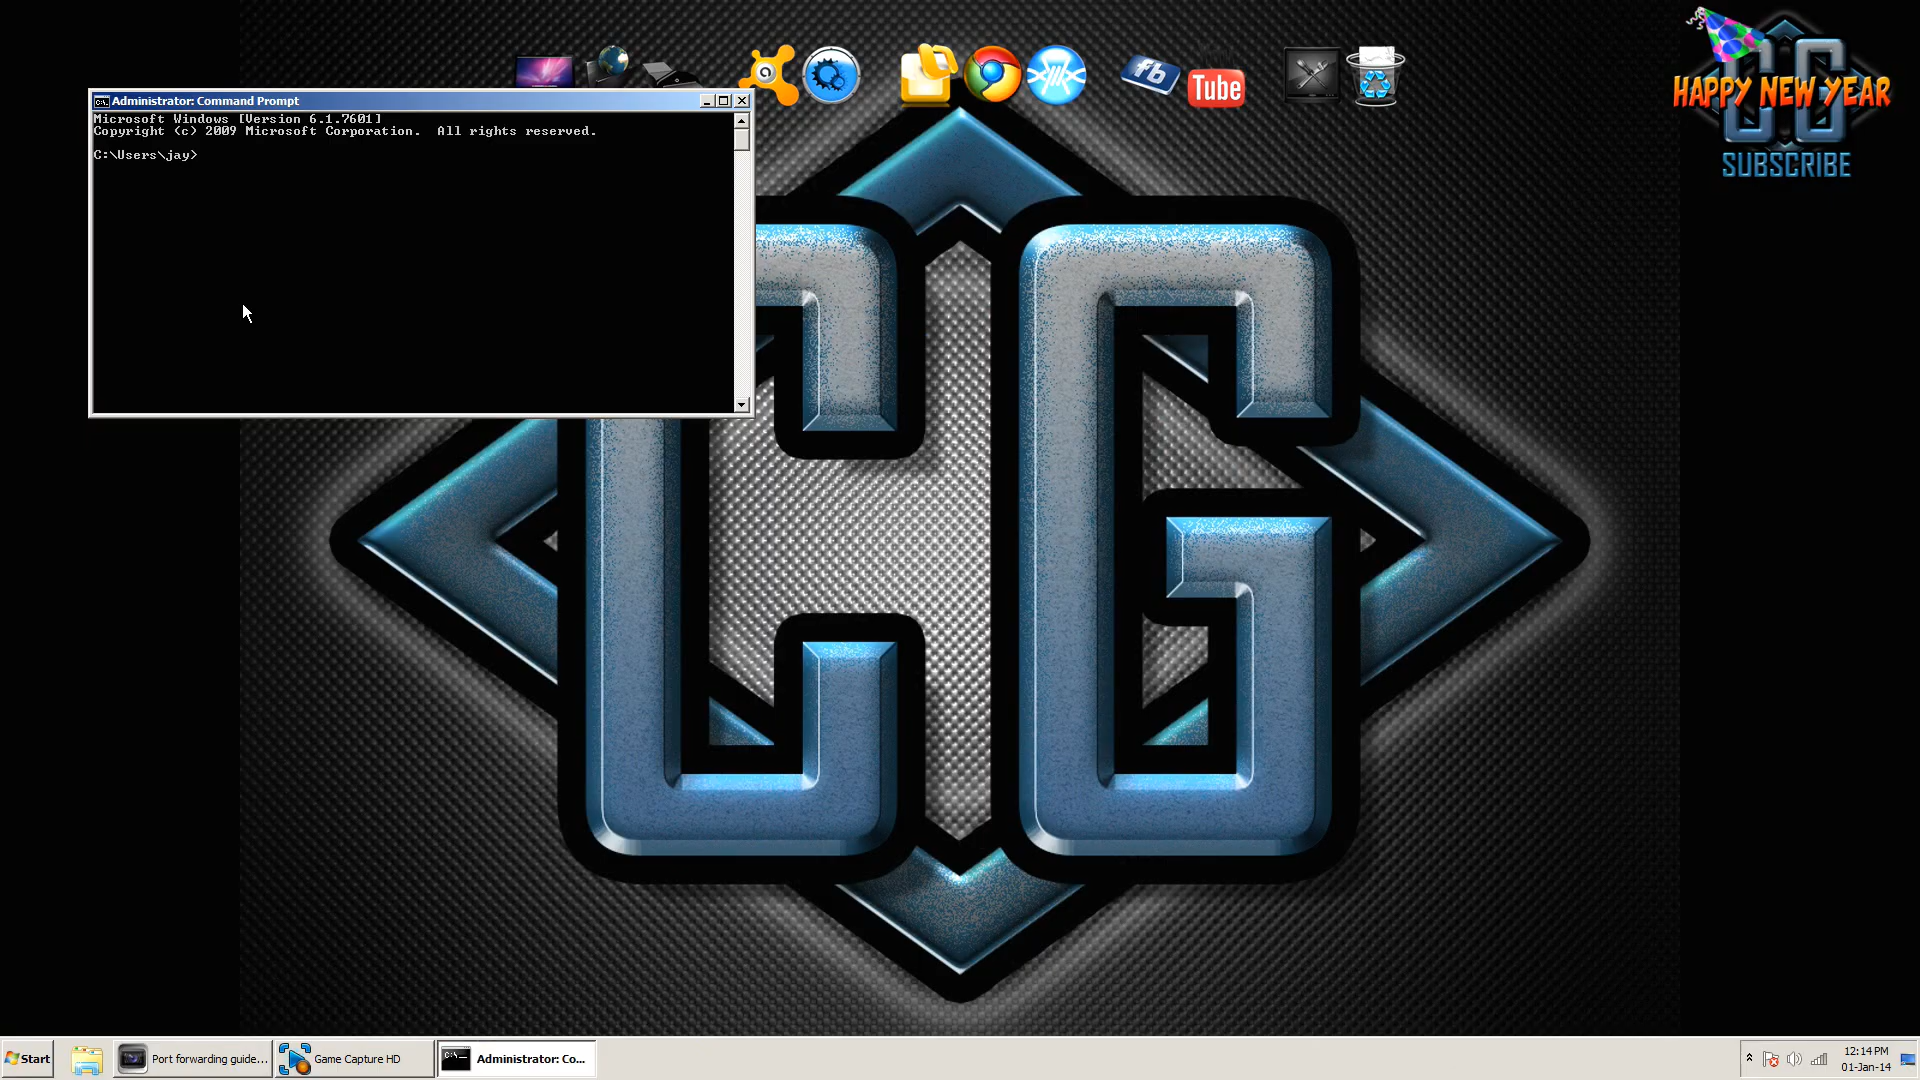 fb
Tube
HAPPY NEW YEAR
CG
SUBSCRIBE
Administrator: Command Prompt
Microsoft Windows [Version 6.1.7601]
Copyright (c) 2009 Microsoft Corporation.  All rights reserved.
C:\Users\jay>
CG
Start
Port forwarding guide...
Game Capture HD
C:\.
Administrator: Co...
12:14 PM
01-Jan-14